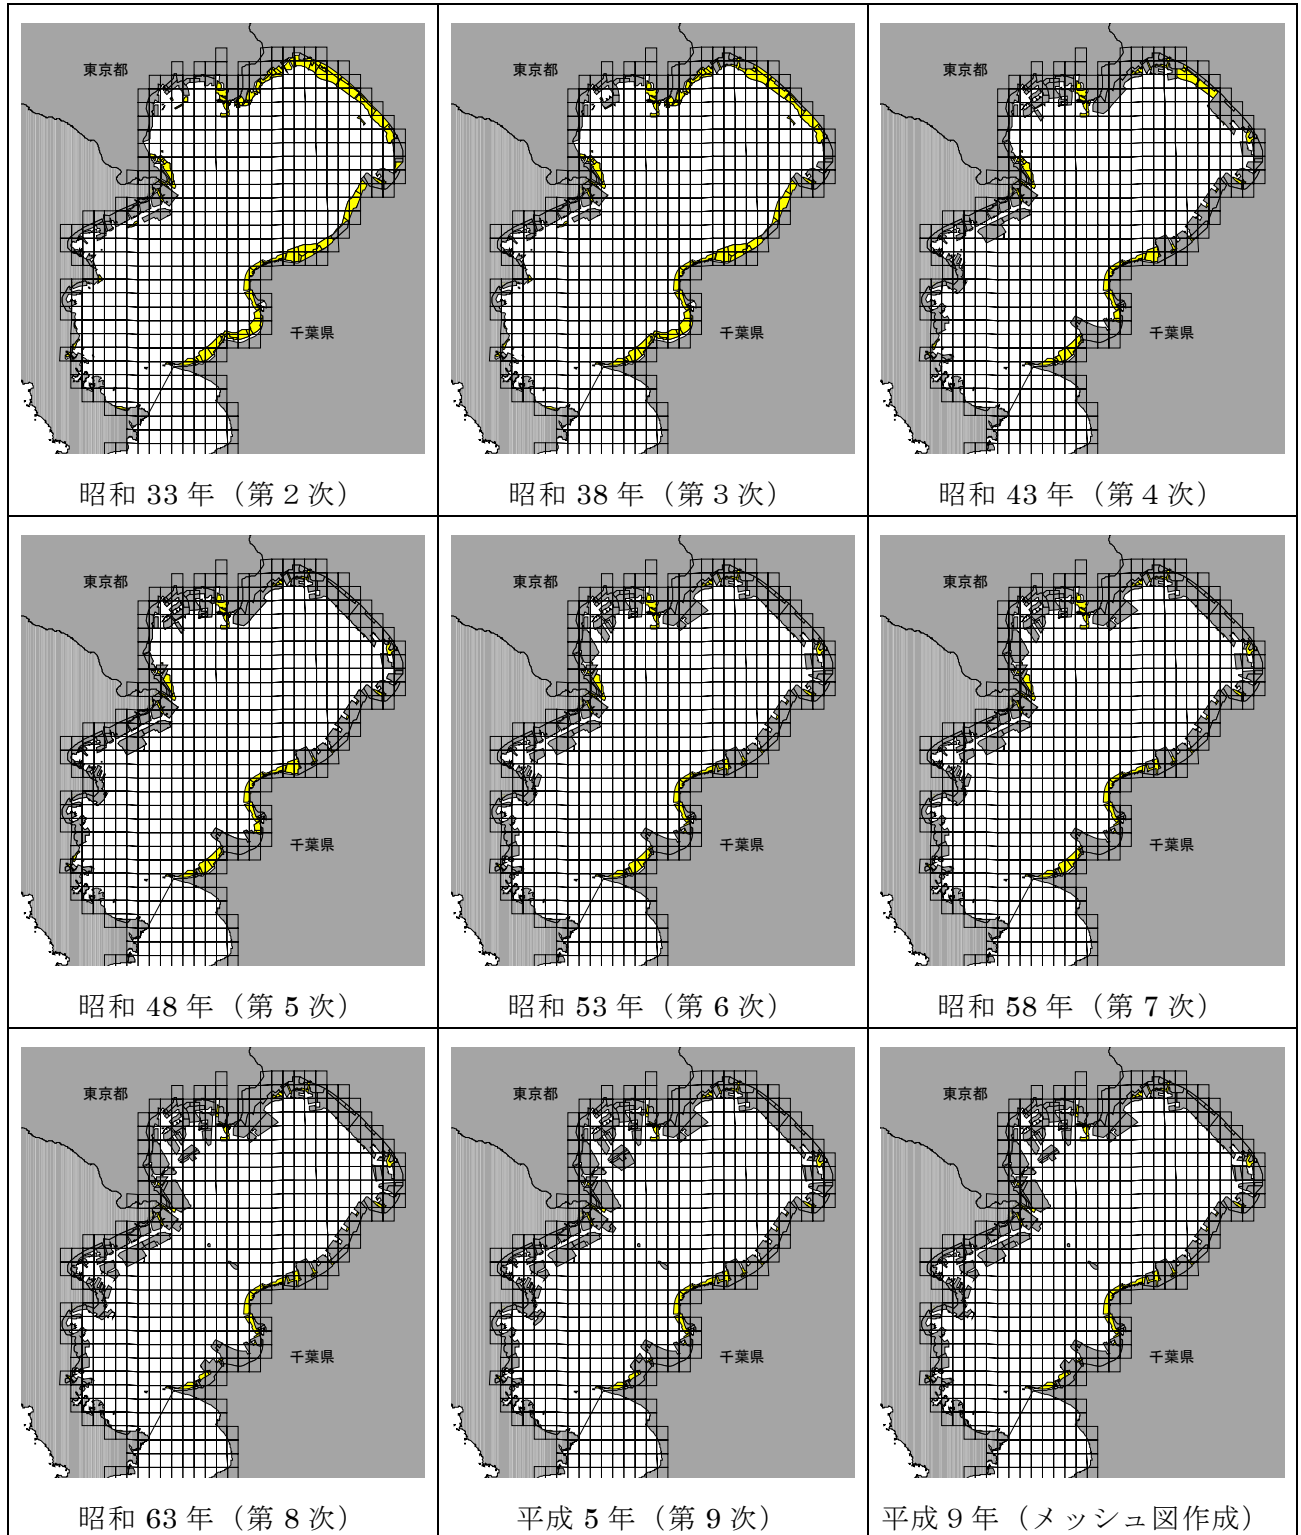 東京都
千葉県
昭和 33 年（第２次）
東京都
千葉県
昭和 38 年（第３次）
東京都
千葉県
昭和 43 年（第４次）
東京都
千葉県
昭和 48 年（第 5 次）
東京都
千葉県
昭和 53 年（第 6 次）
東京都
千葉県
昭和 58 年（第 7 次）
東京都
千葉県
昭和 63 年（第 8 次）
東京都
千葉県
平成 5 年（第 9 次）
東京都
千葉県
平成９年（メッシュ図作成）